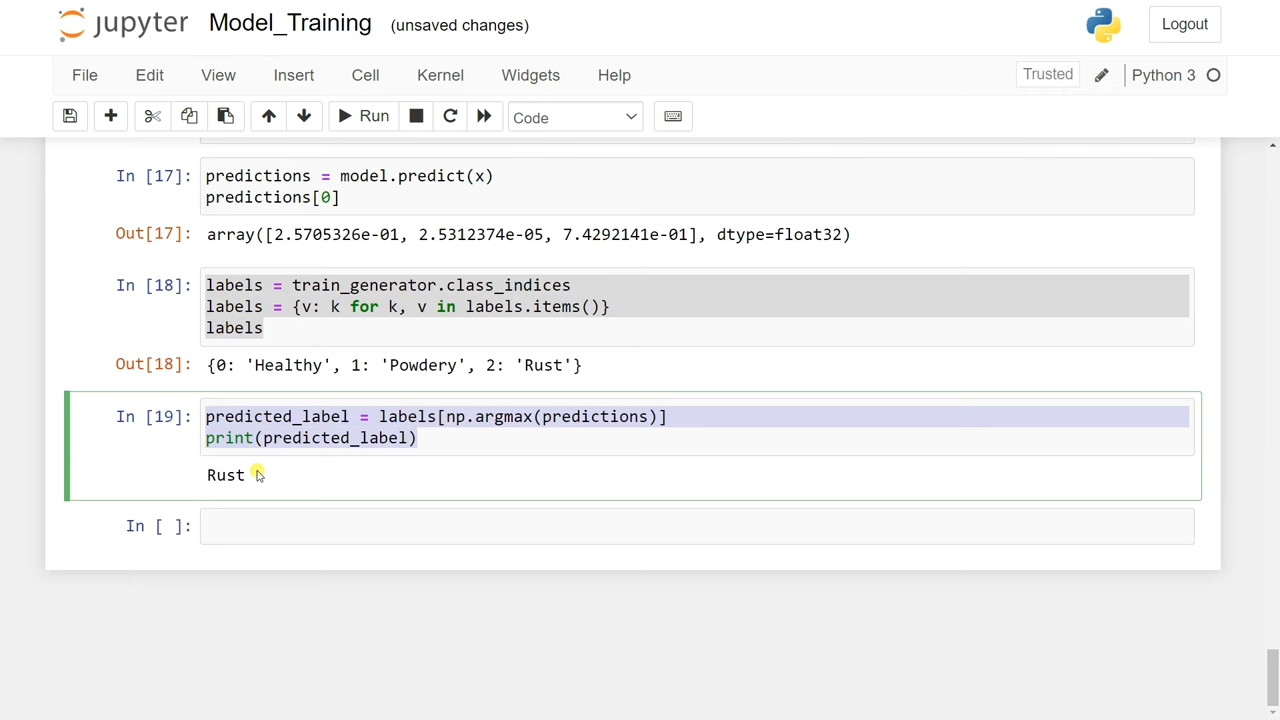 jupyter Model_Training (unsaved changes) Logout
File Edit View Insert Cell Kernel Widgets Help Trusted Python 3
Run Code
In [17]: predictions = model.predict(x)
predictions[0]
Out[17]: array([2.5705326e-01, 2.5312374e-05, 7.4292141e-01], dtype=float32)
In [18]: labels = train_generator.class_indices
labels = {v: k for k, v in labels.items()}
labels
Out[18]: {0: 'Healthy', 1: 'Powdery', 2: 'Rust'}
In [19]: predicted_label = labels[np.argmax(predictions)]
print(predicted_label)
Rust
In [ ]: